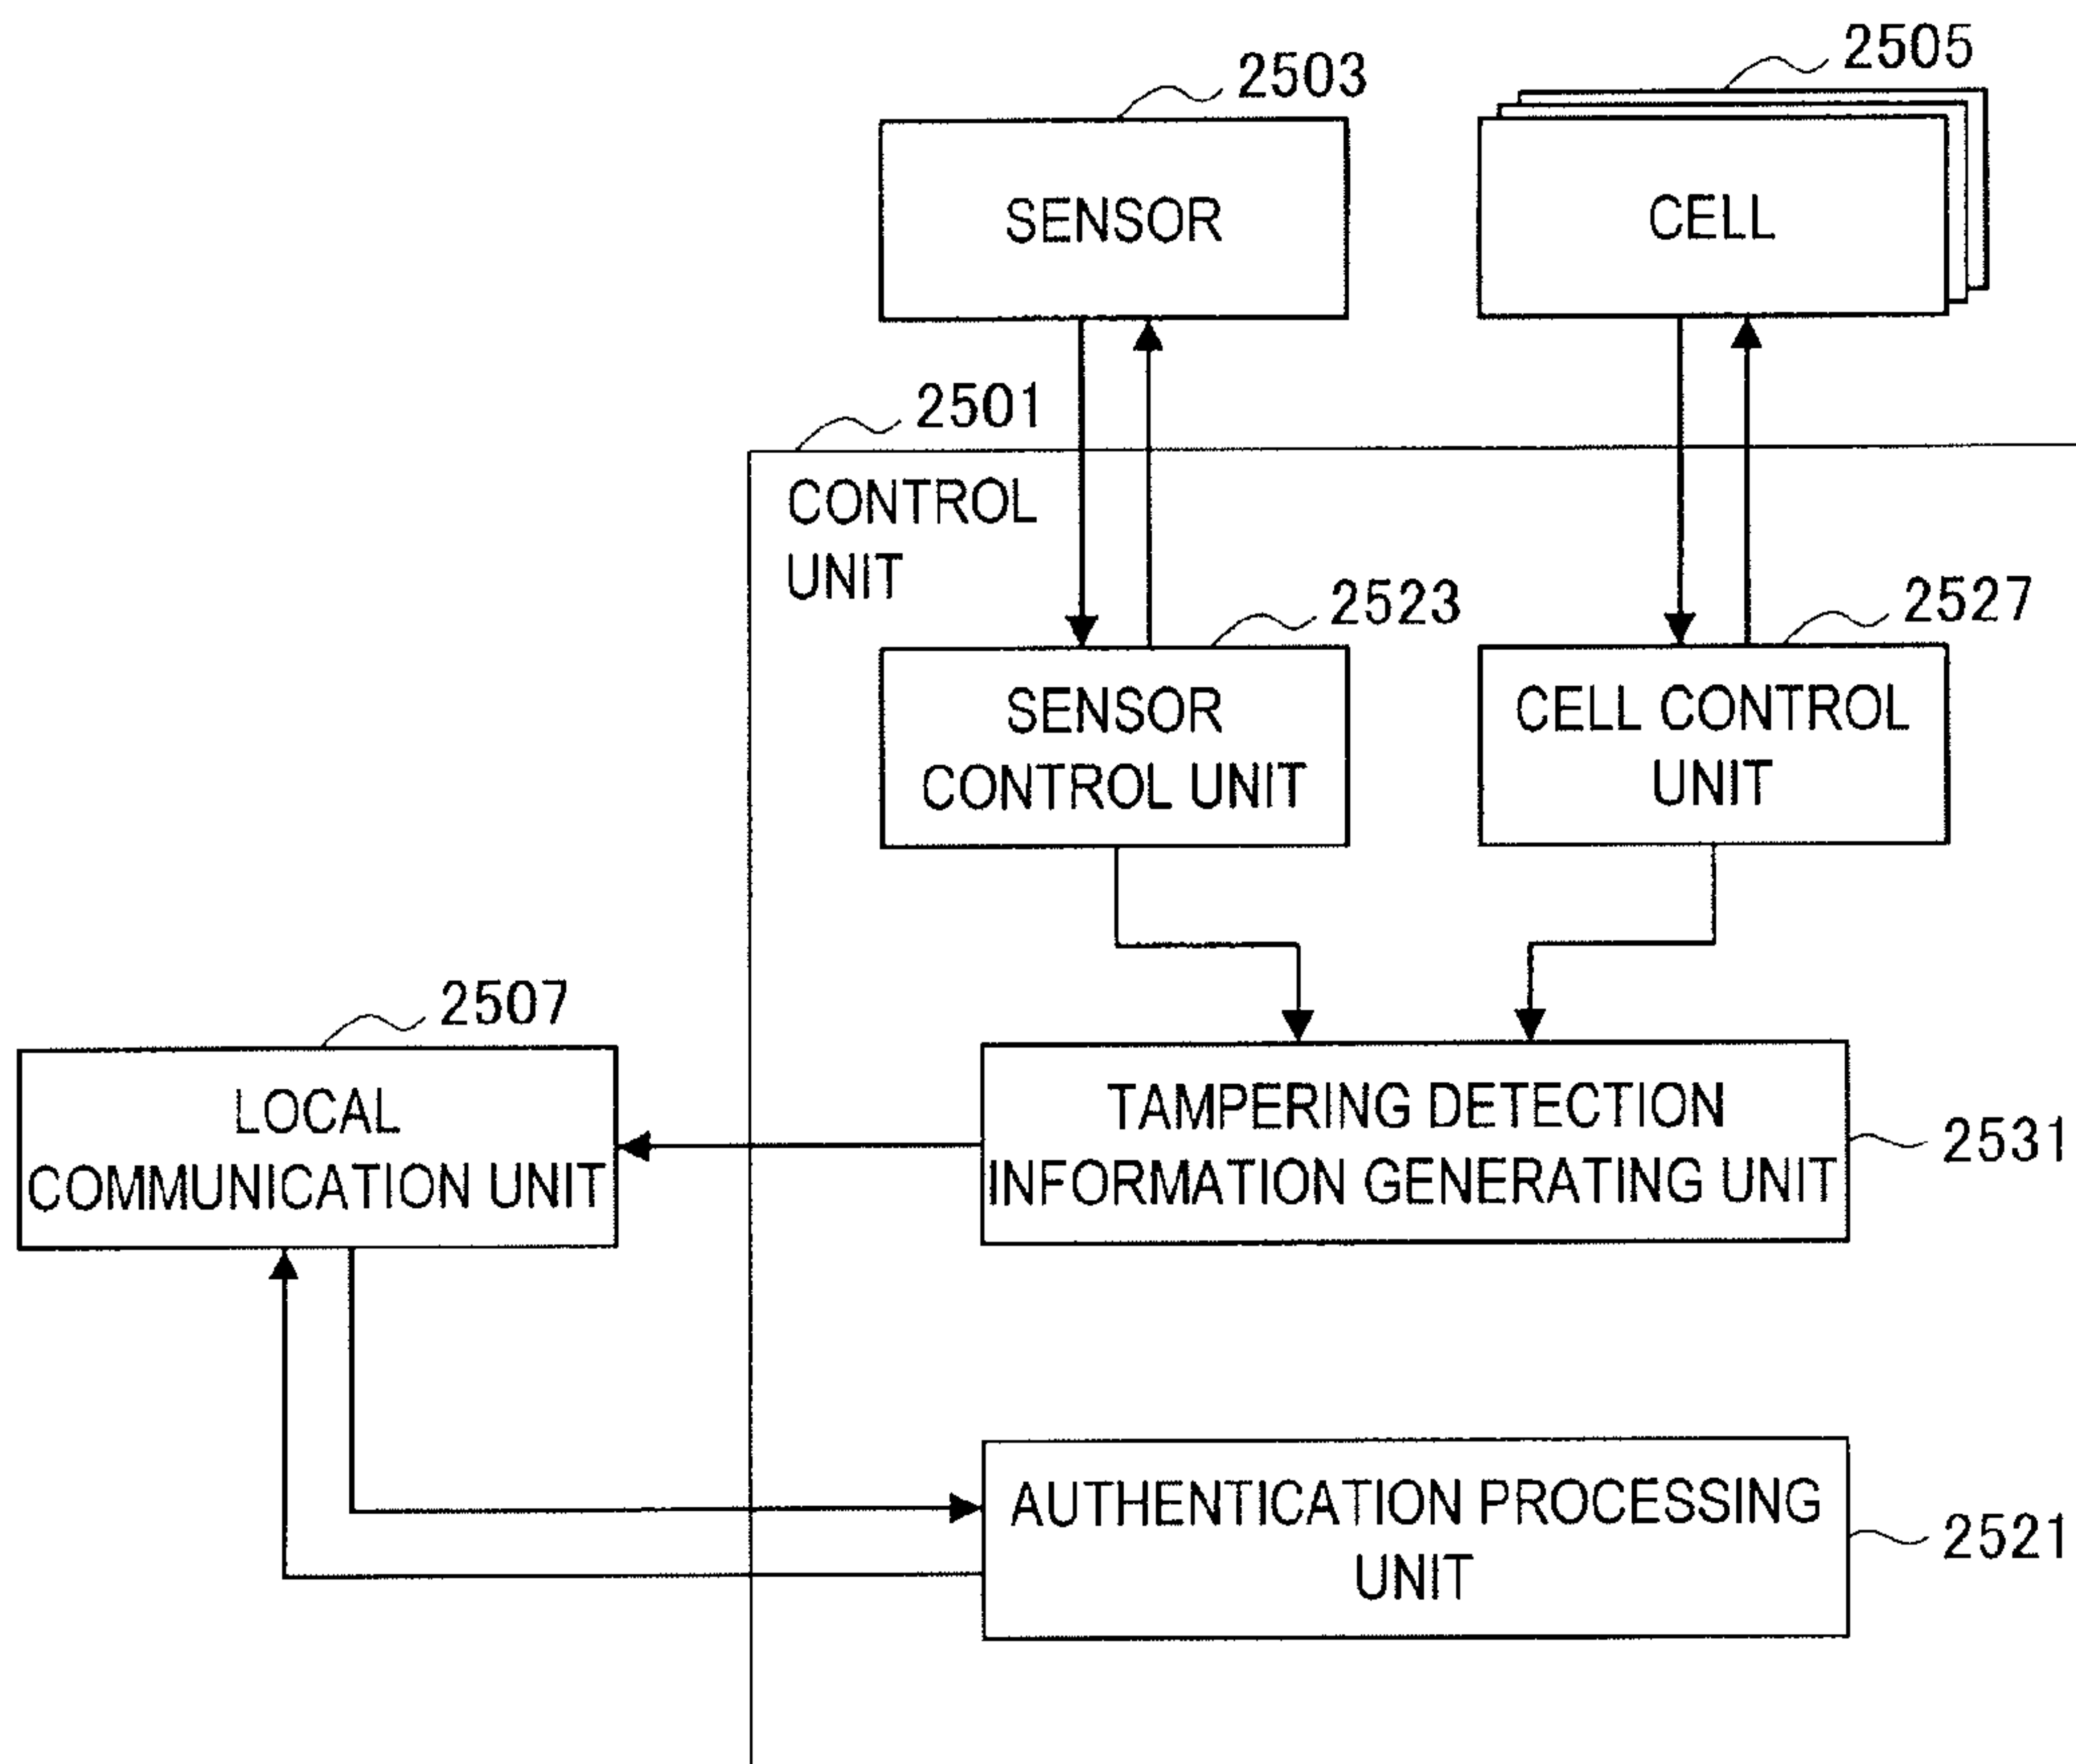 2505
2503
SENSOR
CELL
2501
CONTROL
UNIT
2523
2527
SENSOR
CONTROL UNIT
CELL CONTROL
UNIT
2507
LOCAL
COMMUNICATION UNIT
TAMPERING DETECTION
INFORMATION GENERATING UNIT
2531
AUTHENTICATION PROCESSING
UNIT
2521